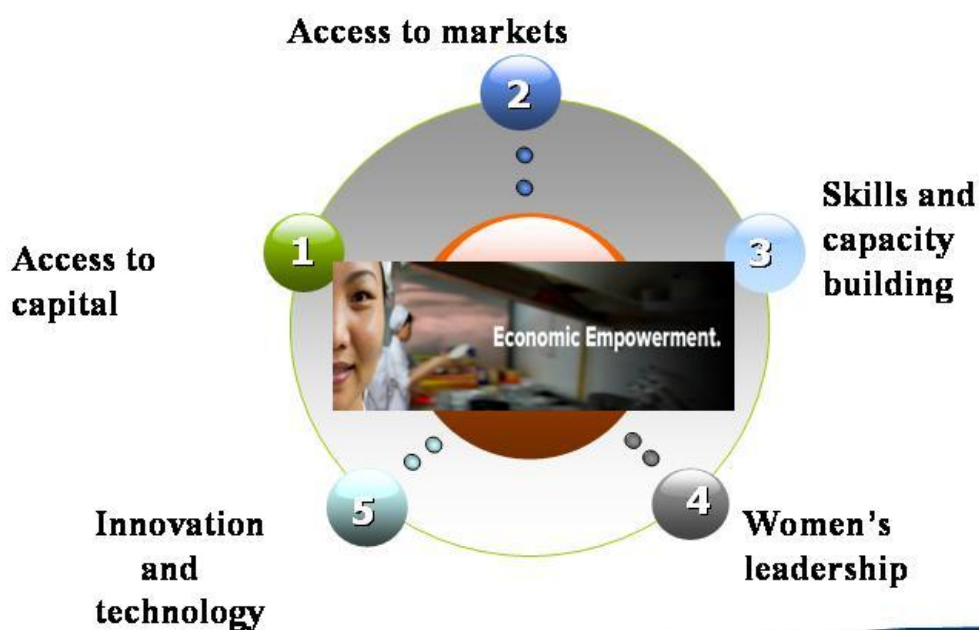 Access to markets
2
1
Access to
capital
3
Skills and
capacity
building
Economic Empowerment.
5
Innovation
and
technology
4
Women's
leadership